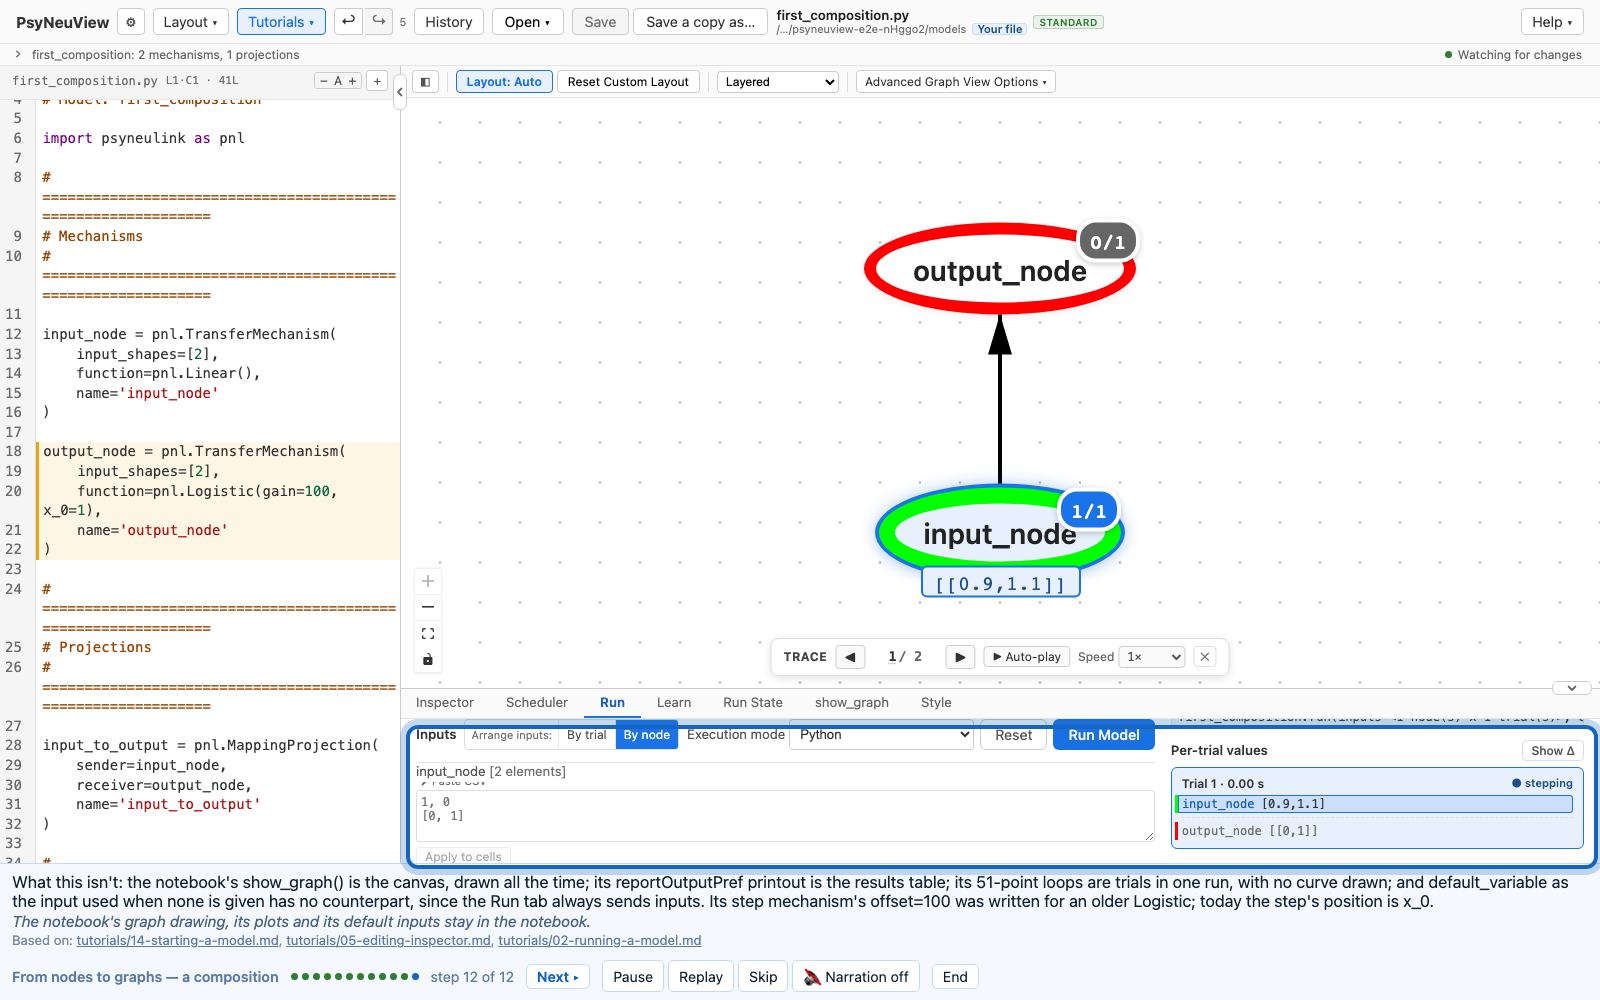 PsyNeuView
Layout ▾
Tutorials ▾
5
History
Open ▾
Save
Save a copy as...
first_composition.py
/.../psyneuview-e2e-nHggo2/models
Your file
STANDARD
Help ▾
first_composition: 2 mechanisms, 1 projections
Watching for changes
first_composition.py L1:C1 · 41L
− A +
+
Layout: Auto
Reset Custom Layout
Layered
Advanced Graph View Options ▾
4 # Model: first_composition
5
6 import psyneulink as pnl
7
8 #
==========================================
====================
9 # Mechanisms
10 #
==========================================
====================
11
12 input_node = pnl.TransferMechanism(
13 input_shapes=[2],
14 function=pnl.Linear(),
15 name='input_node'
16 )
17
18 output_node = pnl.TransferMechanism(
19 input_shapes=[2],
20 function=pnl.Logistic(gain=100,
x_0=1),
21 name='output_node'
22 )
23
24 #
==========================================
====================
25 # Projections
26 #
==========================================
====================
27
28 input_to_output = pnl.MappingProjection(
29 sender=input_node,
30 receiver=output_node,
31 name='input_to_output'
32 )
33
34 #
0/1
output_node
1/1
input_node
[[0.9,1.1]]
TRACE
◀
1 / 2
▶
▶ Auto-play
Speed
1×
Inspector
Scheduler
Run
Learn
Run State
show_graph
Style
Inputs
Arrange inputs:
By trial
By node
Execution mode
Python
Reset
Run Model
input_node [2 elements]
Paste CSV
1, 0
[0, 1]
Apply to cells
Per-trial values
Show Δ
Trial 1 · 0.00 s
stepping
input_node [0.9,1.1]
output_node [[0,1]]
What this isn't: the notebook's show_graph() is the canvas, drawn all the time; its reportOutputPref printout is the results table; its 51-point loops are trials in one run, with no curve drawn; and default_variable as
the input used when none is given has no counterpart, since the Run tab always sends inputs. Its step mechanism's offset=100 was written for an older Logistic; today the step's position is x_0.
The notebook's graph drawing, its plots and its default inputs stay in the notebook.
Based on: tutorials/14-starting-a-model.md, tutorials/05-editing-inspector.md, tutorials/02-running-a-model.md
From nodes to graphs — a composition
step 12 of 12
Next ▸
Pause
Replay
Skip
Narration off
End